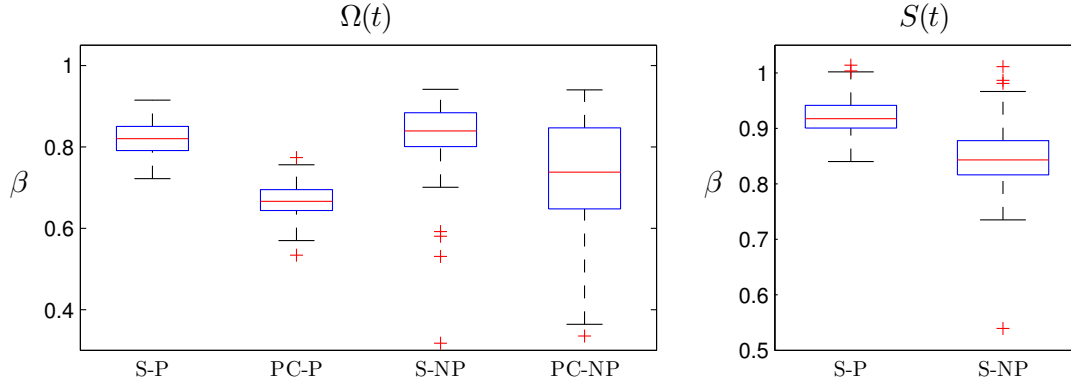 Ω(t)
1
0.8
0.6
0.4
β
S-P
PC-P
S-NP
PC-NP
S(t)
1
0.9
0.8
0.7
0.6
0.5
β
S-P
S-NP